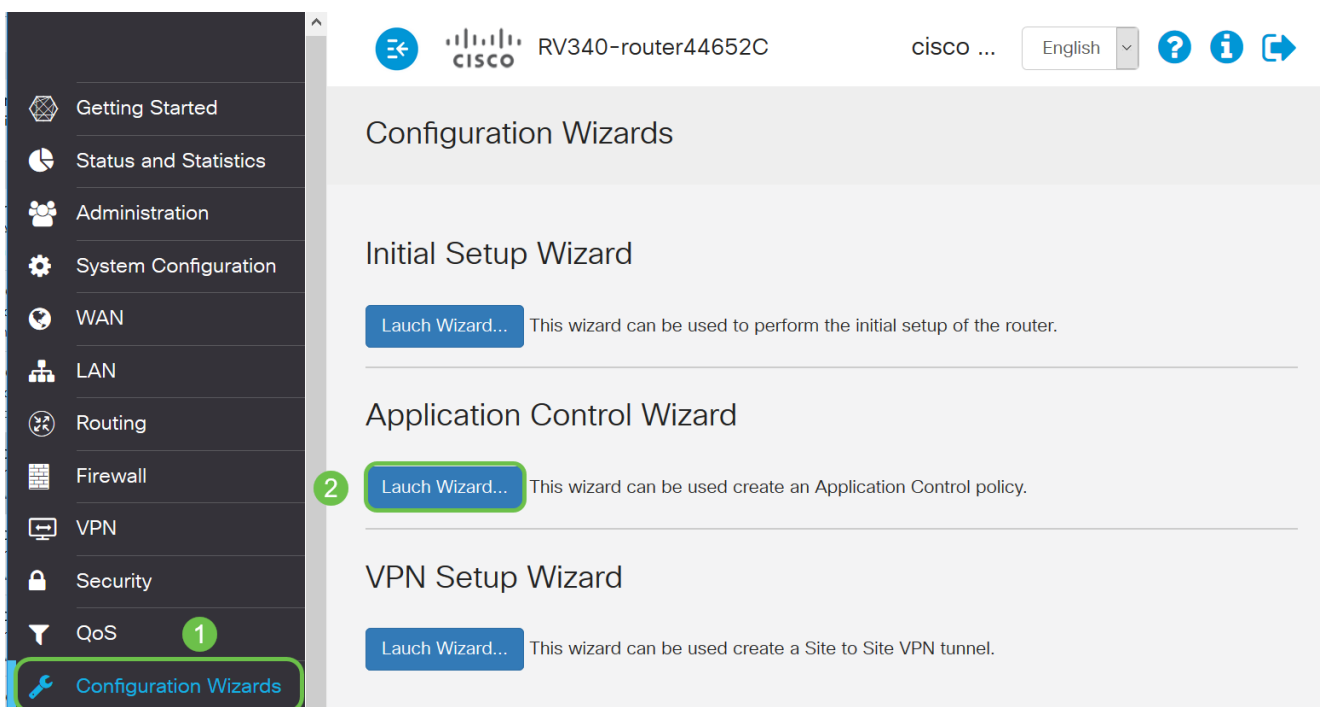 cisco
RV340-router44652C
cisco ...
English
Getting Started
Status and Statistics
Administration
System Configuration
WAN
LAN
Routing
Firewall
VPN
Security
QoS
1
Configuration Wizards
Configuration Wizards
Initial Setup Wizard
Lauch Wizard... This wizard can be used to perform the initial setup of the router.
Application Control Wizard
2 Lauch Wizard... This wizard can be used create an Application Control policy.
VPN Setup Wizard
Lauch Wizard... This wizard can be used create a Site to Site VPN tunnel.